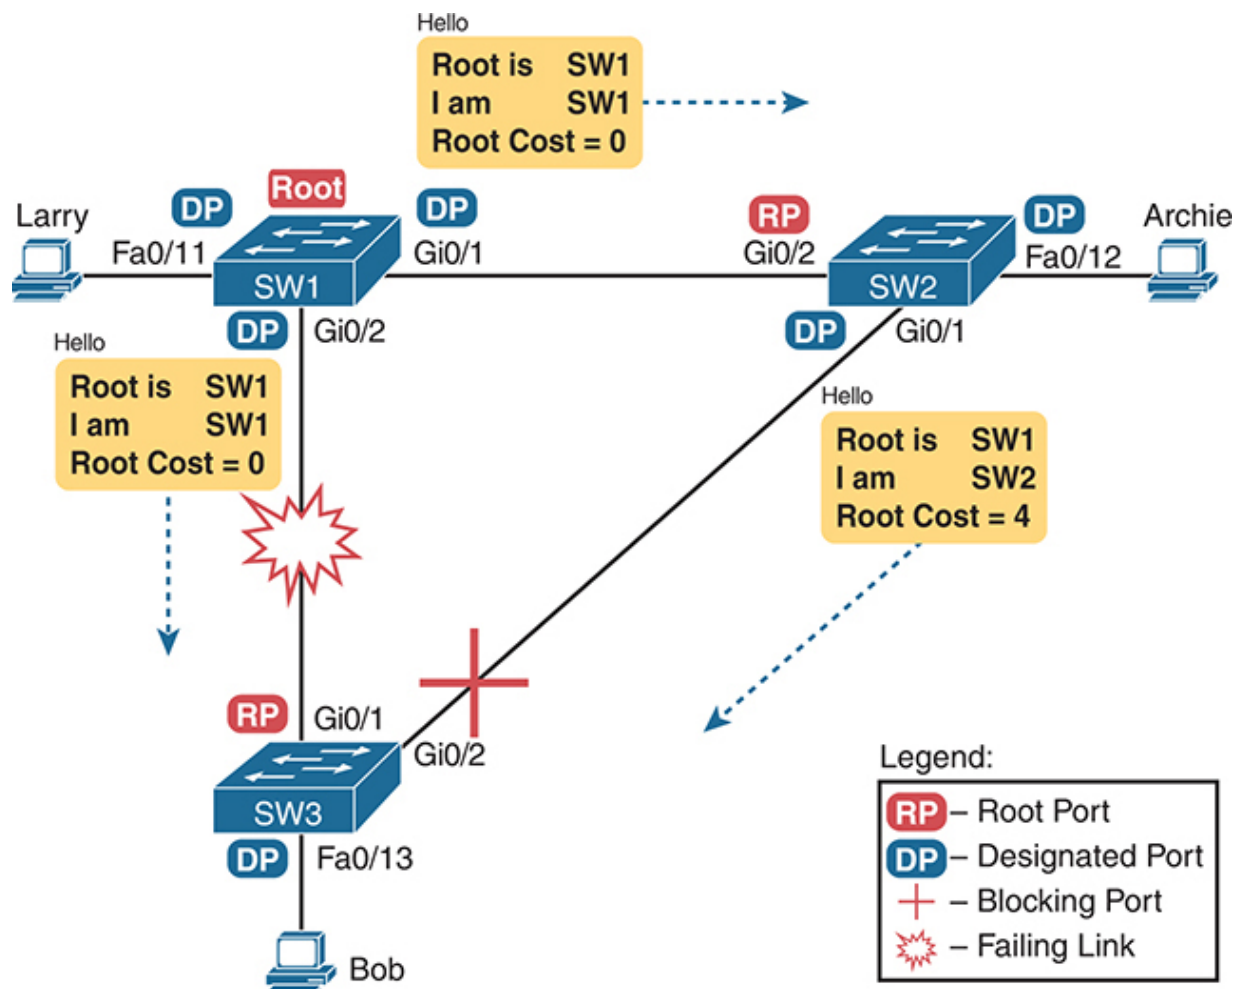 Hello
Root is SW1
I am SW1
Root Cost = 0
Larry
DP
Root
DP
RP
DP
Archie
Fa0/11
Gi0/1
Gi0/2
Fa0/12
SW1
SW2
DP
Gi0/2
DP
Gi0/1
Hello
Root is SW1
I am SW1
Root Cost = 0
Hello
Root is SW1
I am SW2
Root Cost = 4
RP
Gi0/1
Gi0/2
SW3
DP
Fa0/13
Bob
Legend:
RP – Root Port
DP – Designated Port
– Blocking Port
– Failing Link